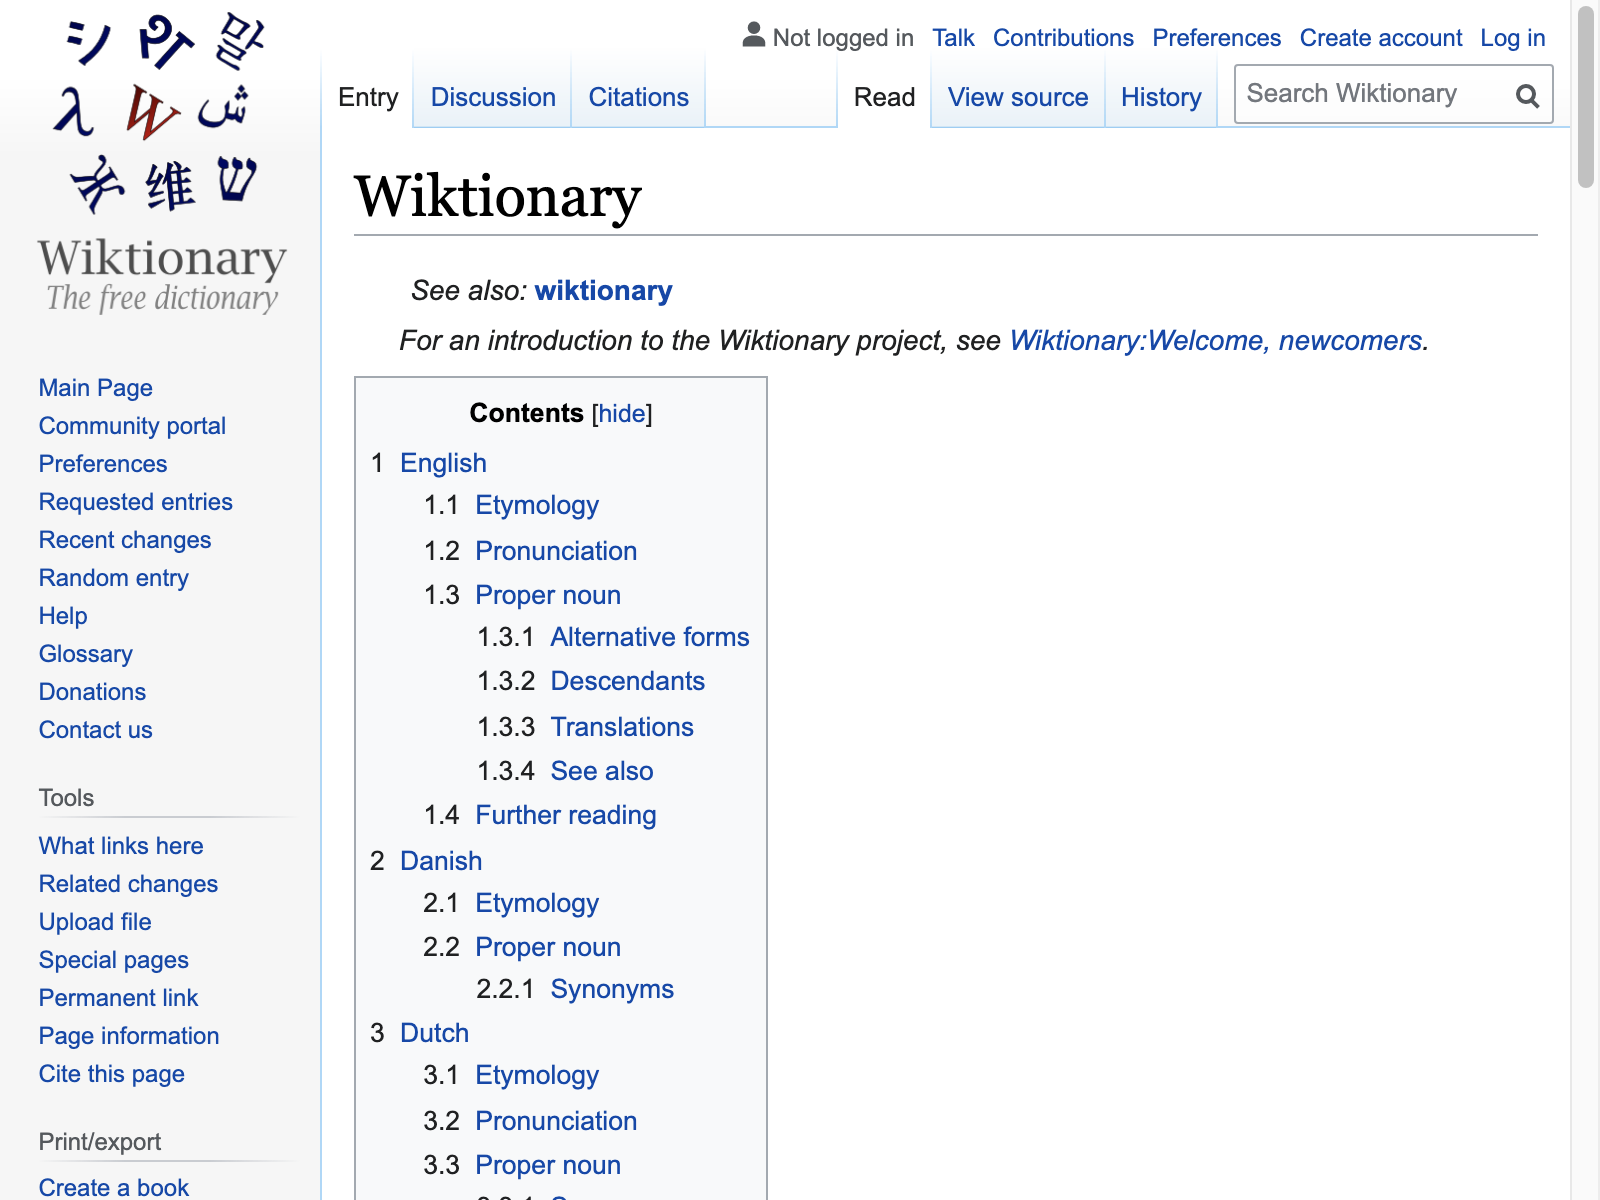 Wiktionary
The free dictionary
Main Page
Community portal
Preferences
Requested entries
Recent changes
Random entry
Help
Glossary
Donations
Contact us
Tools
What links here
Related changes
Upload file
Special pages
Permanent link
Page information
Cite this page
Print/export
Create a book
Not logged in Talk Contributions Preferences Create account Log in
Entry Discussion Citations Read View source History Search Wiktionary
Wiktionary
See also: wiktionary
For an introduction to the Wiktionary project, see Wiktionary:Welcome, newcomers.
Contents [hide]
1 English
1.1 Etymology
1.2 Pronunciation
1.3 Proper noun
1.3.1 Alternative forms
1.3.2 Descendants
1.3.3 Translations
1.3.4 See also
1.4 Further reading
2 Danish
2.1 Etymology
2.2 Proper noun
2.2.1 Synonyms
3 Dutch
3.1 Etymology
3.2 Pronunciation
3.3 Proper noun